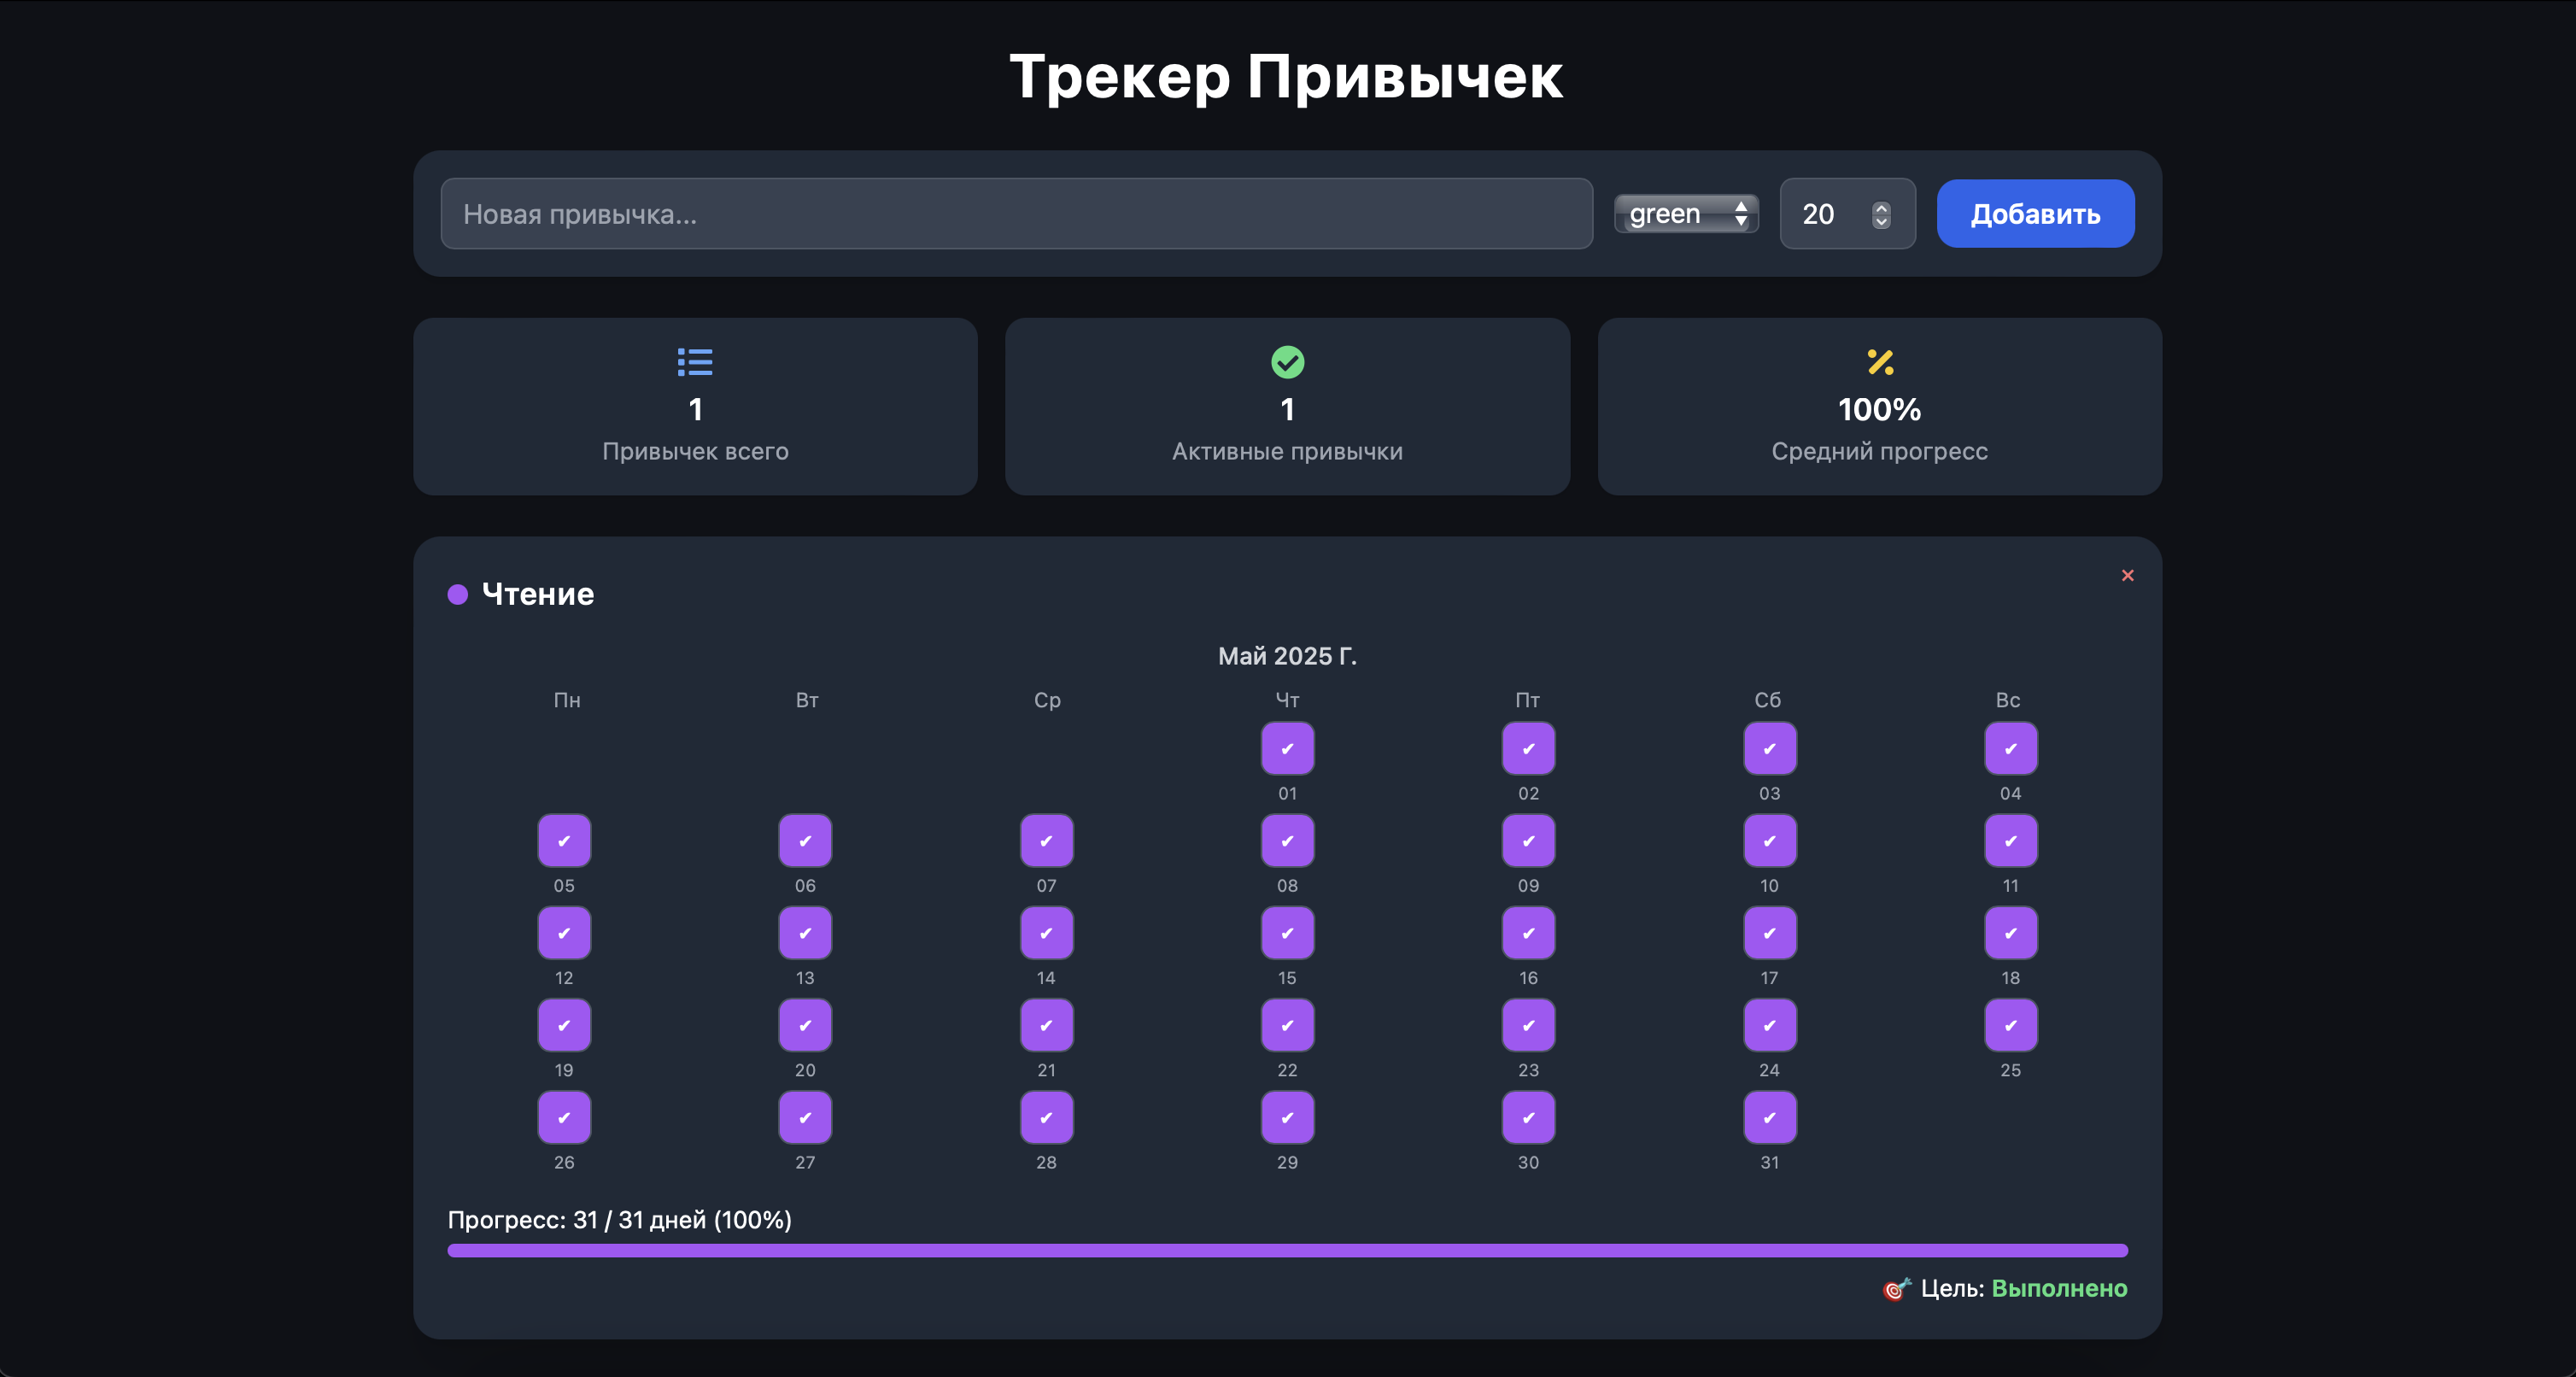 Трекер Привычек
Новая привычка... green 20 Добавить
1 1 100%
Привычек всего Активные привычки Средний прогресс
Чтение ×
Май 2025 Г.
Пн Вт Ср Чт Пт Сб Вс
01 02 03 04
05 06 07 08 09 10 11
12 13 14 15 16 17 18
19 20 21 22 23 24 25
26 27 28 29 30 31
Прогресс: 31 / 31 дней (100%)
Цель: Выполнено